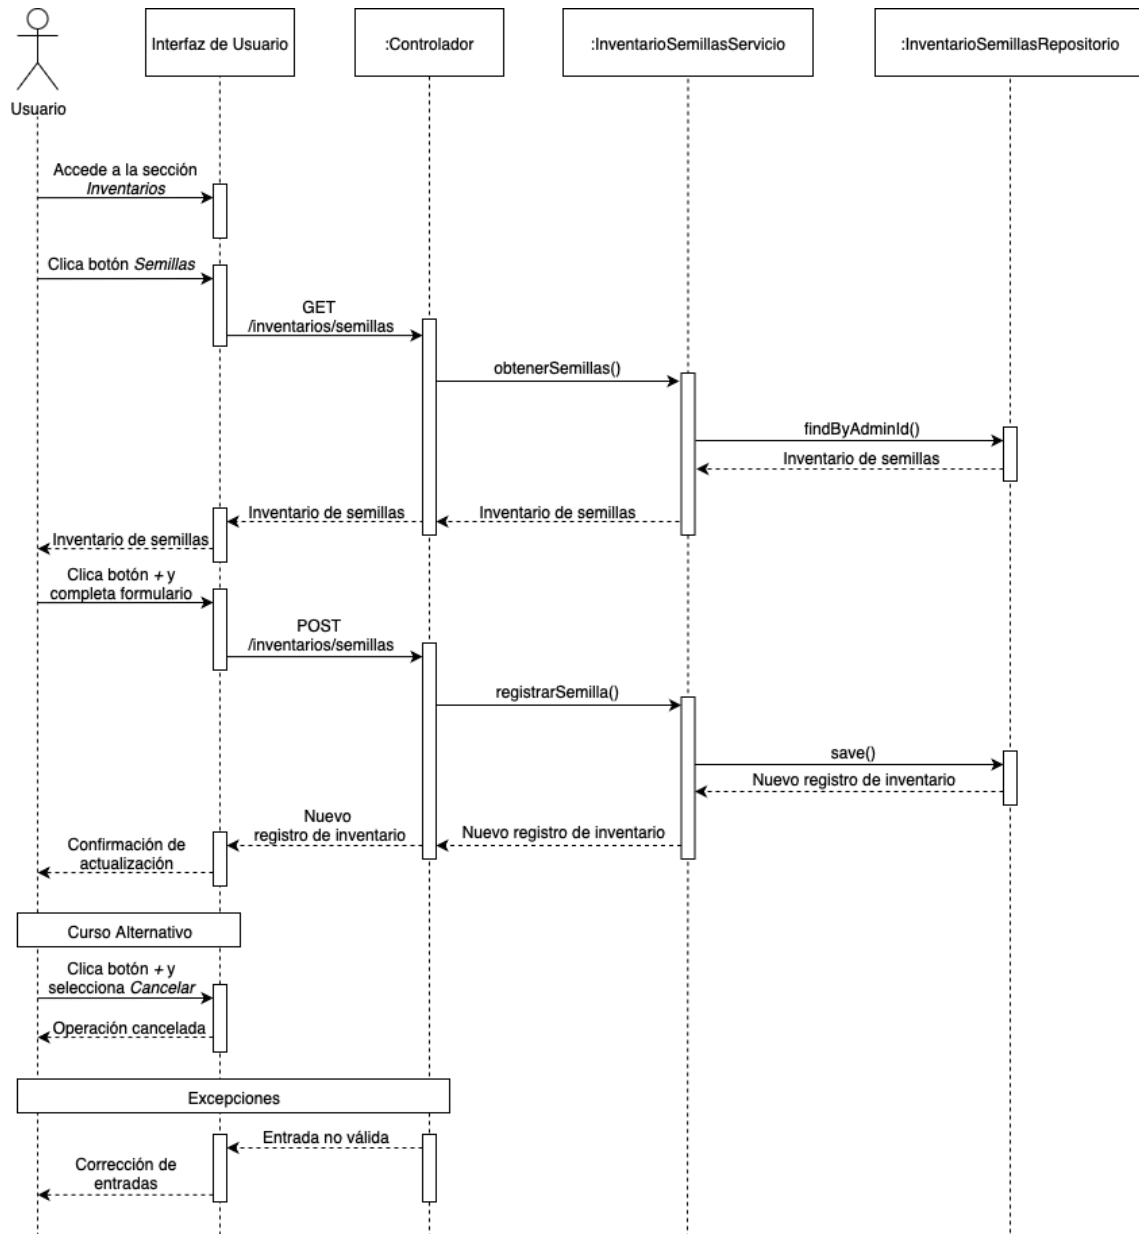 Interfaz de Usuario
:Controlador
:InventarioSemillasServicio
:InventarioSemillasRepositorio
Usuario
Accede a la sección
Inventarios
Clica botón Semillas
GET
/inventarios/semillas
obtenerSemillas()
findByAdminId()
Inventario de semillas
Inventario de semillas
Inventario de semillas
Inventario de semillas
Clica botón + y
completa formulario
POST
/inventarios/semillas
registrarSemilla()
save()
Nuevo registro de inventario
Nuevo registro de inventario
Nuevo
registro de inventario
Confirmación de
actualización
Curso Alternativo
Clica botón + y
selecciona Cancelar
Operación cancelada
Excepciones
Entrada no válida
Corrección de
entradas